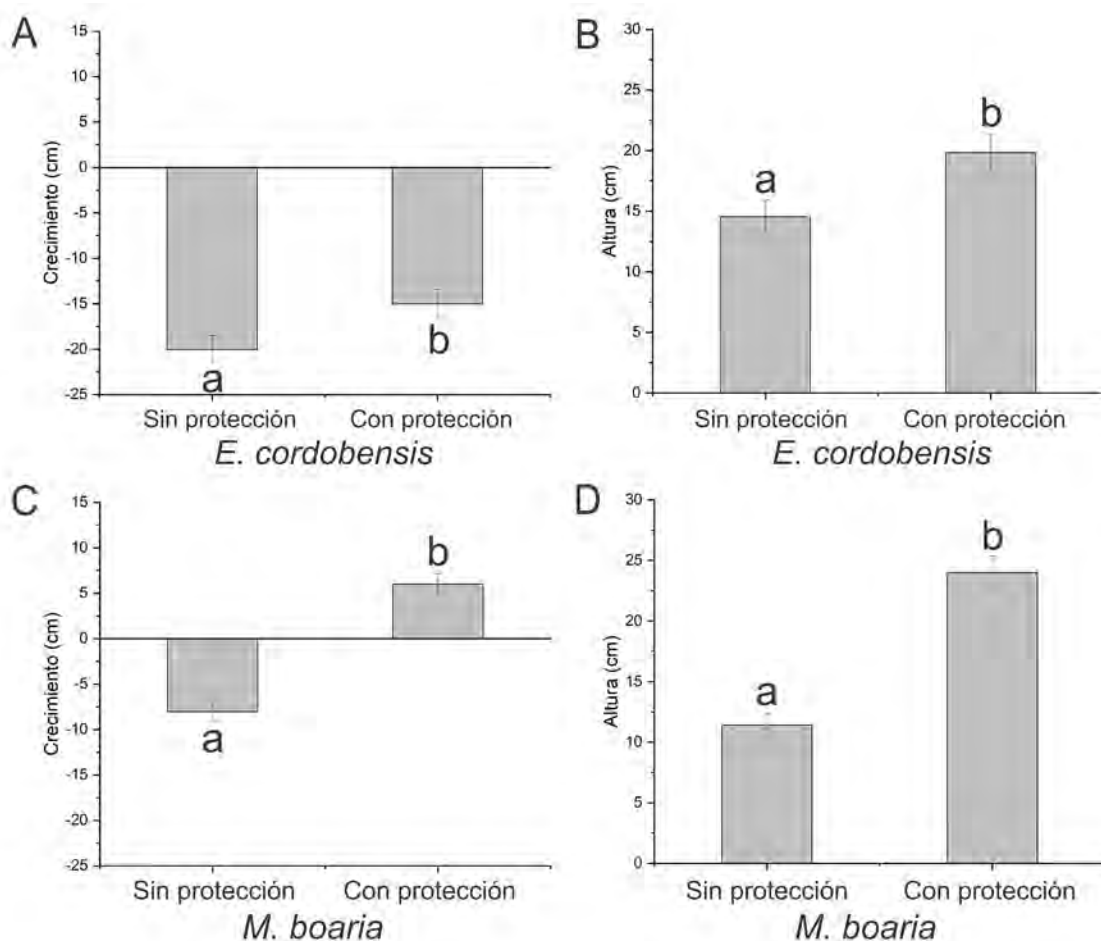 A
15
10
5
0
-5
-10
-15
-20
-25
Crecimiento (cm)
a
b
Sin protección Con protección
E. cordobensis
B
30
25
20
15
10
5
0
Altura (cm)
a
b
Sin protección Con protección
E. cordobensis
C
15
10
5
0
-5
-10
-15
-20
-25
Crecimiento (cm)
a
b
Sin protección Con protección
M. boaria
D
30
25
20
15
10
5
0
Altura (cm)
a
b
Sin protección Con protección
M. boaria